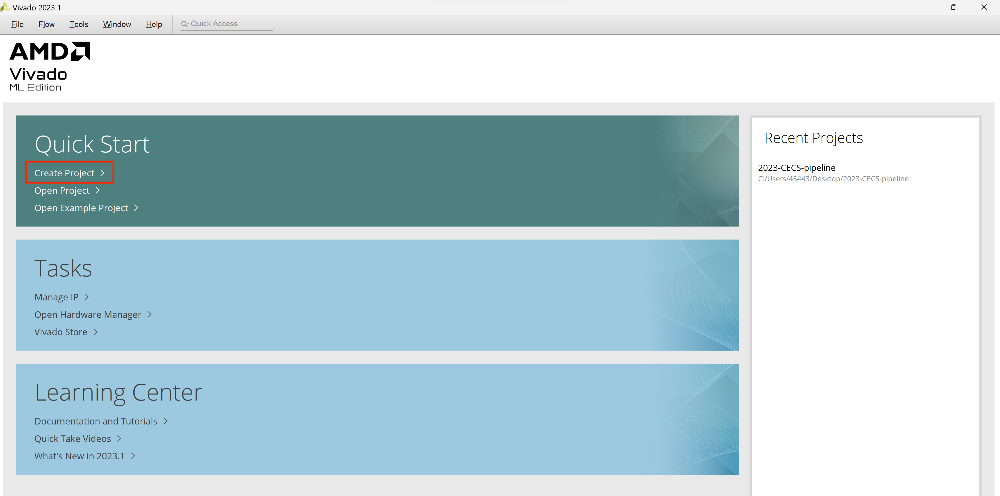 Vivado 2023.1
File Flow Tools Window Help Quick Access
AMD
Vivado
ML Edition
Quick Start
Create Project
Open Project
Open Example Project
Tasks
Manage IP
Open Hardware Manager
Vivado Store
Learning Center
Documentation and Tutorials
Quick Take Videos
What's New in 2023.1
Recent Projects
2023-CECS-pipeline
C:/Users/45443/Desktop/2023-CECS-pipeline